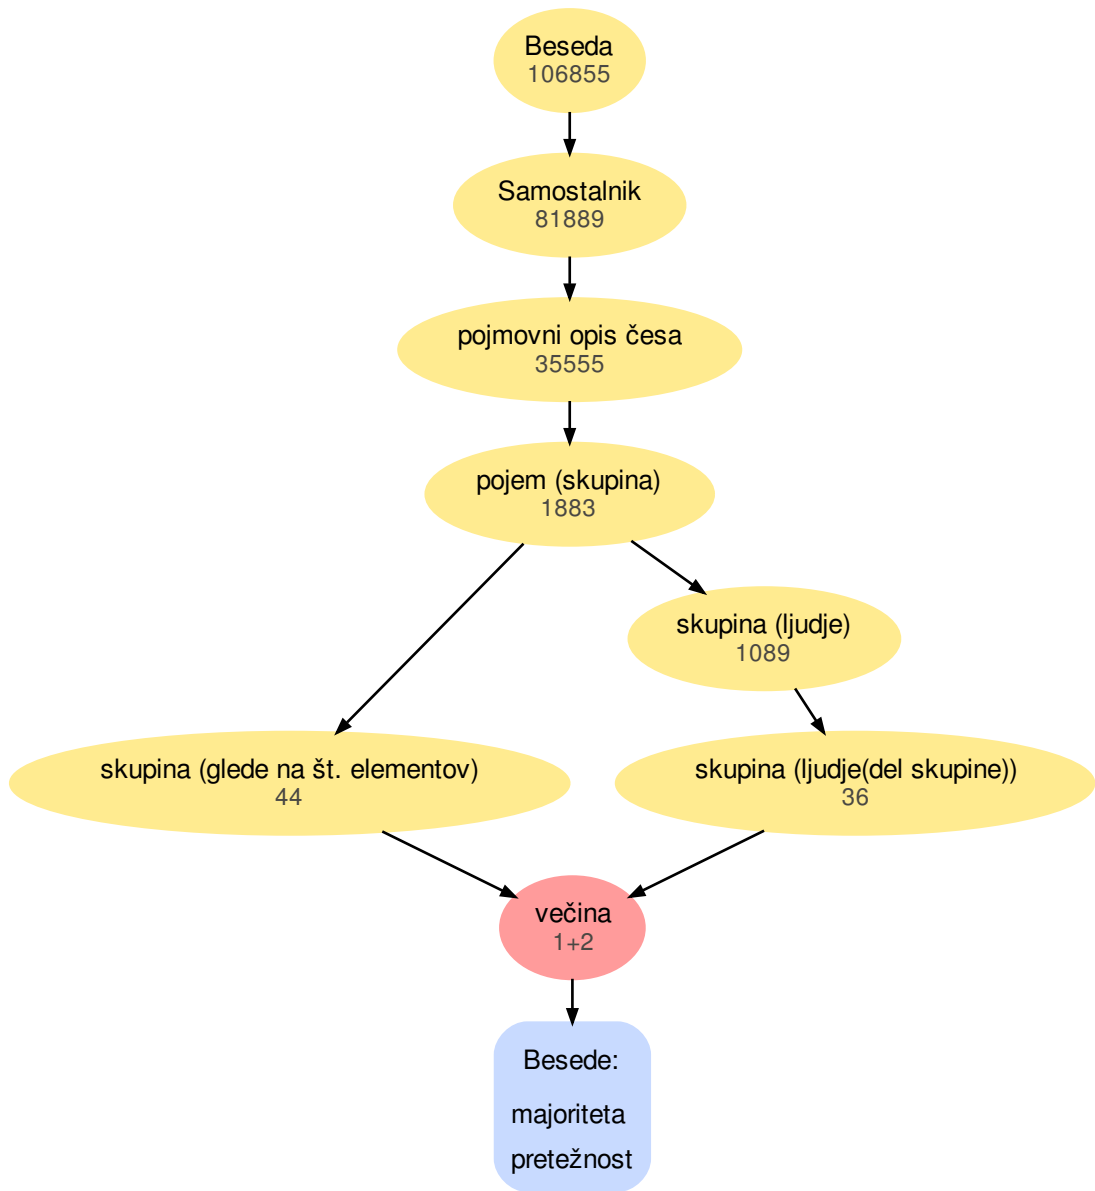 Beseda
106855
Samostalnik
81889
pojmovni opis česa
35555
pojem (skupina)
1883
skupina (ljudje)
1089
skupina (glede na št. elementov)
44
skupina (ljudje(del skupine))
36
večina
1+2
Besede:
majoriteta
pretežnost